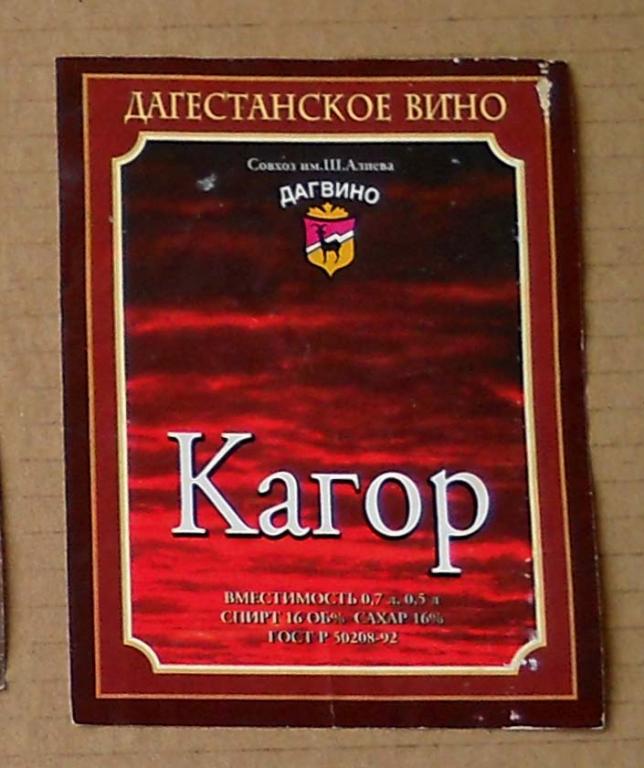 ДАГЕСТАНСКОЕ ВИНО
Совхоз им.Ш.Алиева
ДАГВИНО
Кагор
ВМЕСТИМОСТЬ 0,7 л. 0,5 л
СПИРТ 16 ОБ% САХАР 16%
ГОСТ Р 50208-92